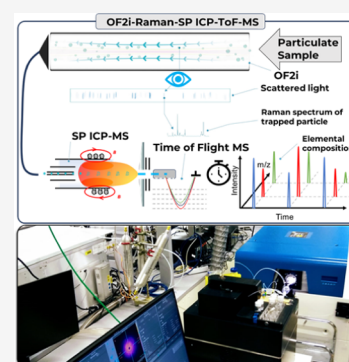 OF2i-Raman-SP ICP-ToF-MS
Particulate
Sample
OF2i
Scattered light
Raman spectrum of
trapped particle
Elemental
compositio
SP ICP-MS
Time of Flight MS
m/z
Intensity
Time